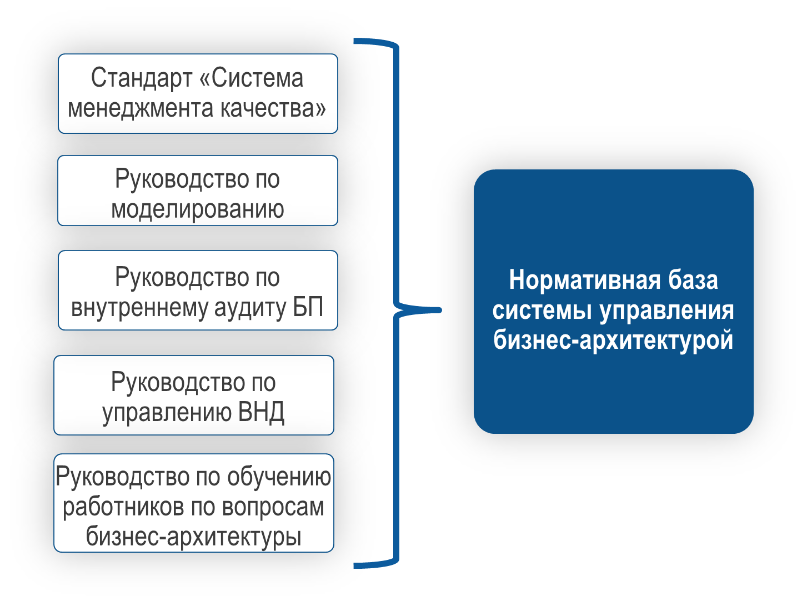 Стандарт «Система
менеджмента качества»
Руководство по
моделированию
Руководство по
внутреннему аудиту БП
Руководство по
управлению ВНД
Руководство по обучению
работников по вопросам
бизнес-архитектуры
Нормативная база
системы управления
бизнес-архитектурой